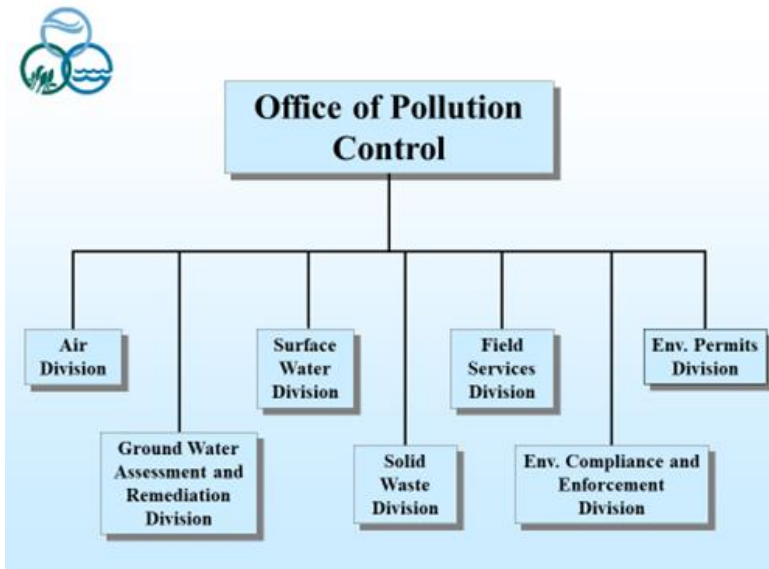 Office of Pollution
Control
Air
Division
Surface
Water
Division
Field
Services
Division
Env. Permits
Division
Ground Water
Assessment and
Remediation
Division
Solid
Waste
Division
Env. Compliance and
Enforcement
Division